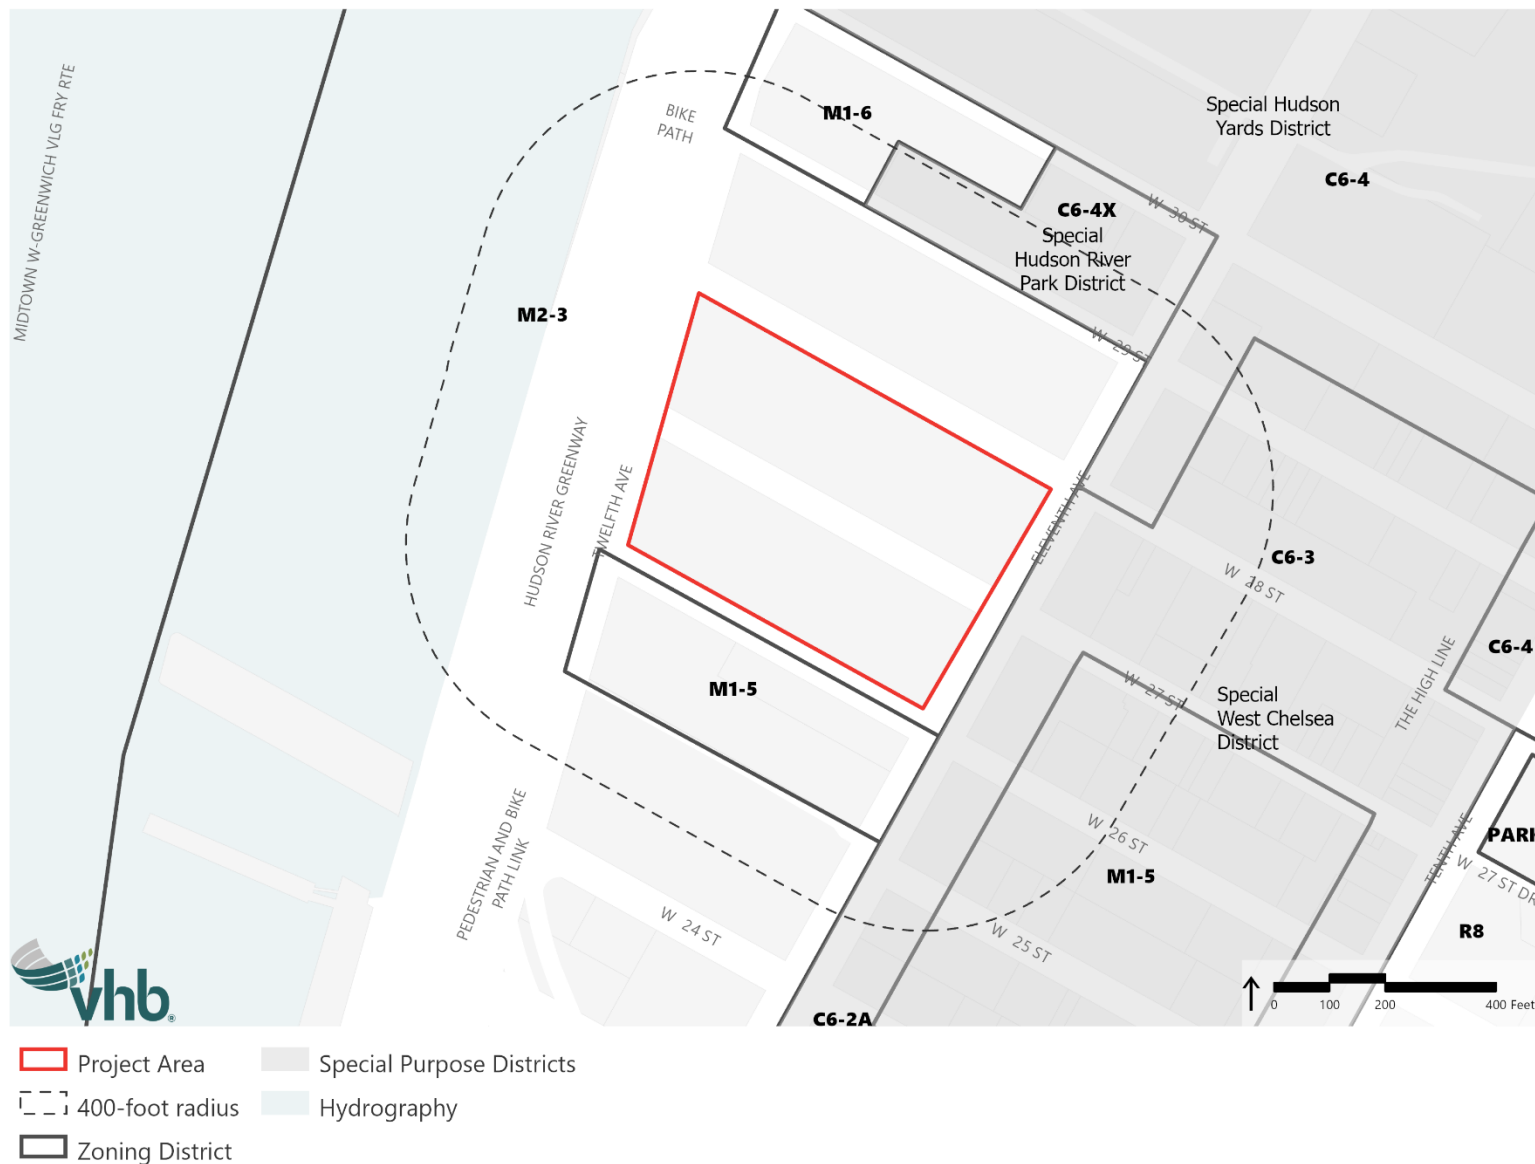 MIDTOWN W-GREENWICH VLG FRY RTE
BIKE
PATH
M1-6
Special Hudson
Yards District
C6-4
W 30 ST
C6-4X
Special
Hudson River
Park District
M2-3
W 29 ST
HUDSON RIVER GREENWAY
TWELFTH AVE
ELEVENTH AVE
C6-3
W 28 ST
THE HIGH LINE
C6-4
M1-5
W 27 ST
Special
West Chelsea
District
PEDESTRIAN AND BIKE
PATH LINK
W 26 ST
TENTH AVE
PARK
W 27 ST DR
M1-5
W 24 ST
W 25 ST
R8
vhb®
C6-2A
0 100 200 400 Feet
Project Area
Special Purpose Districts
400-foot radius
Hydrography
Zoning District